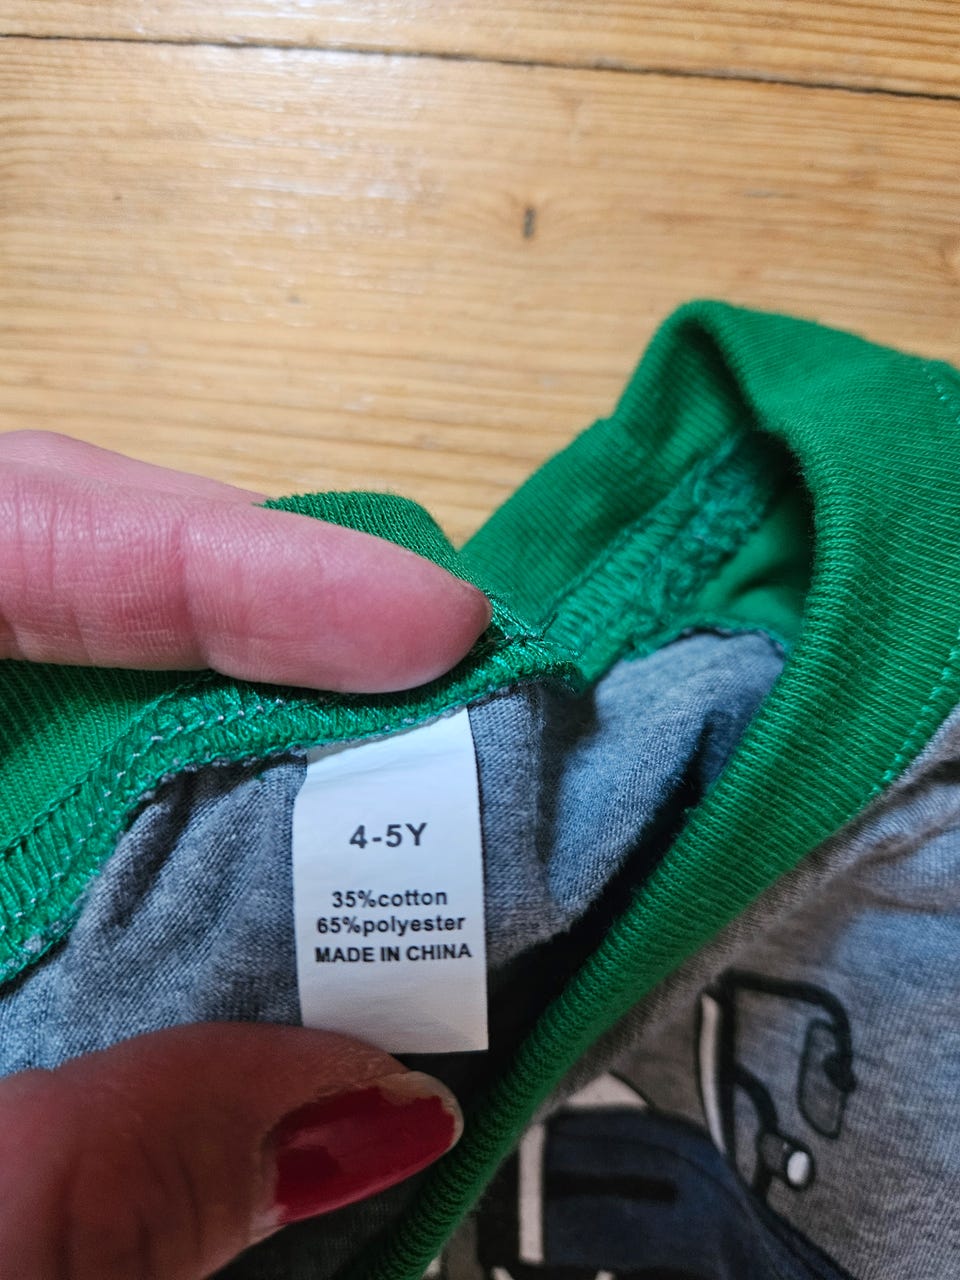 4-5Y
35%cotton
65%polyester
MADE IN CHINA